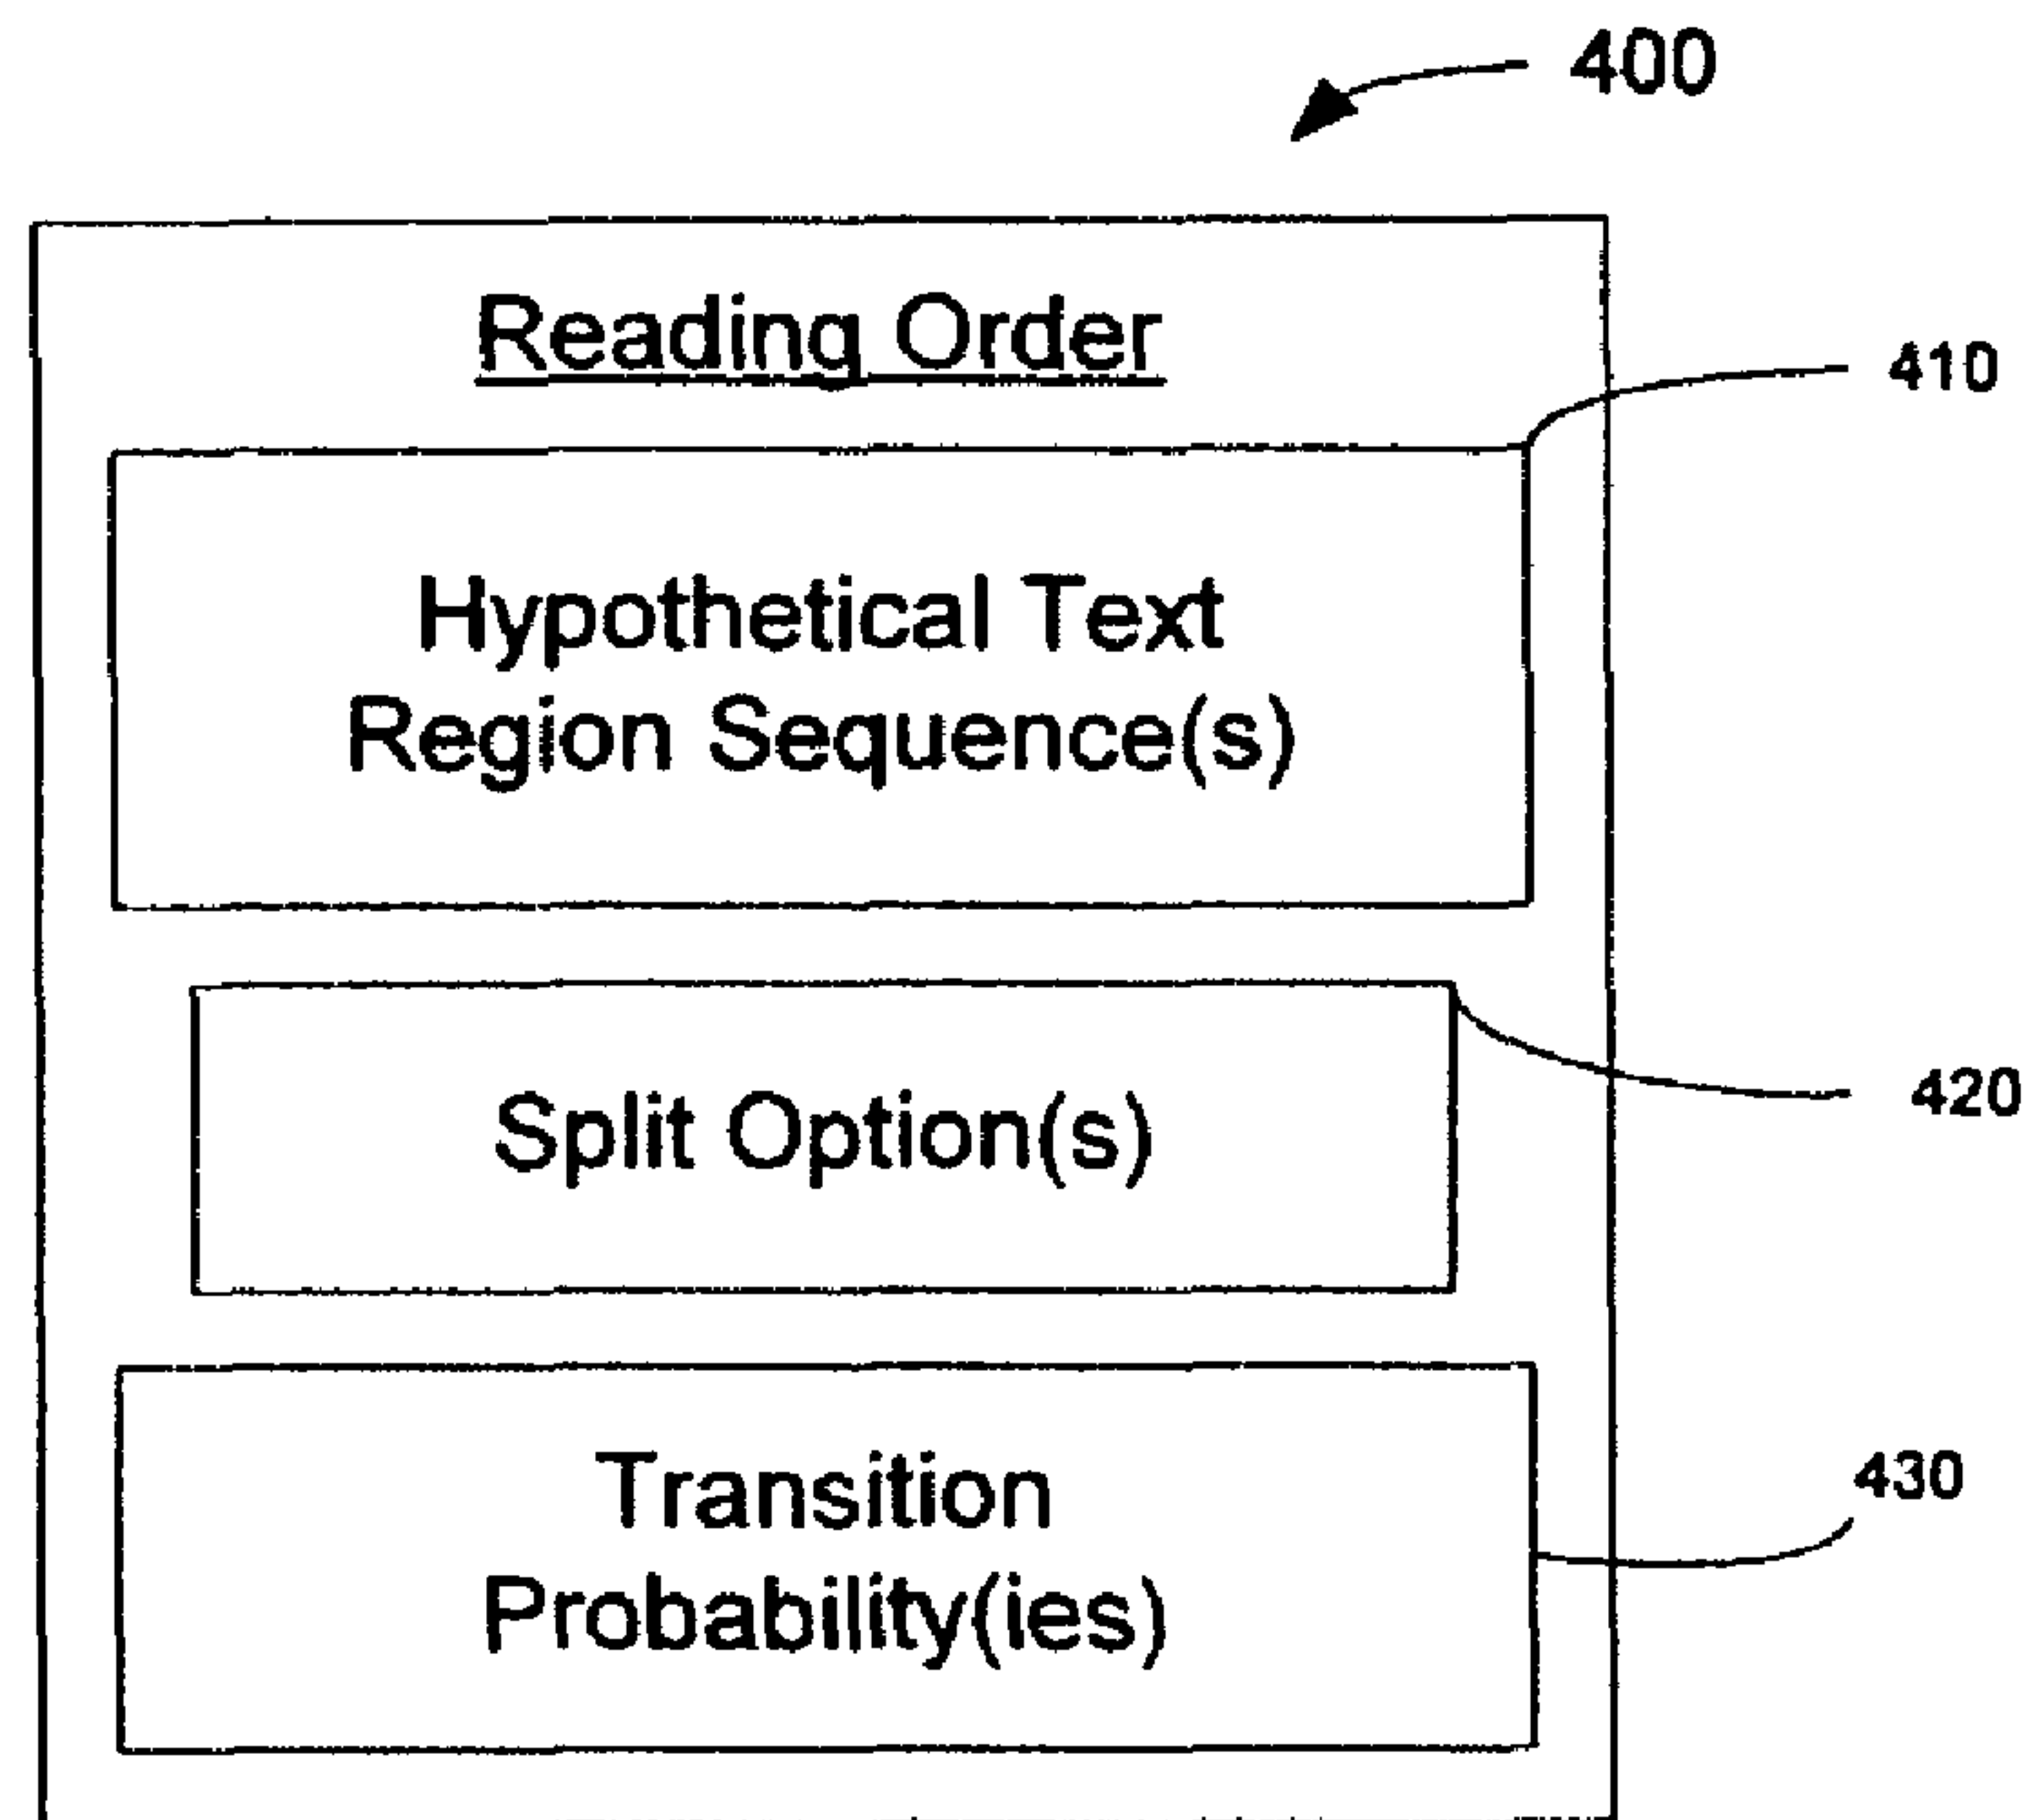 400
Reading Order
410
Hypothetical Text
Region Sequence(s)
Split Option(s)
420
Transition
430
Probability(ies)